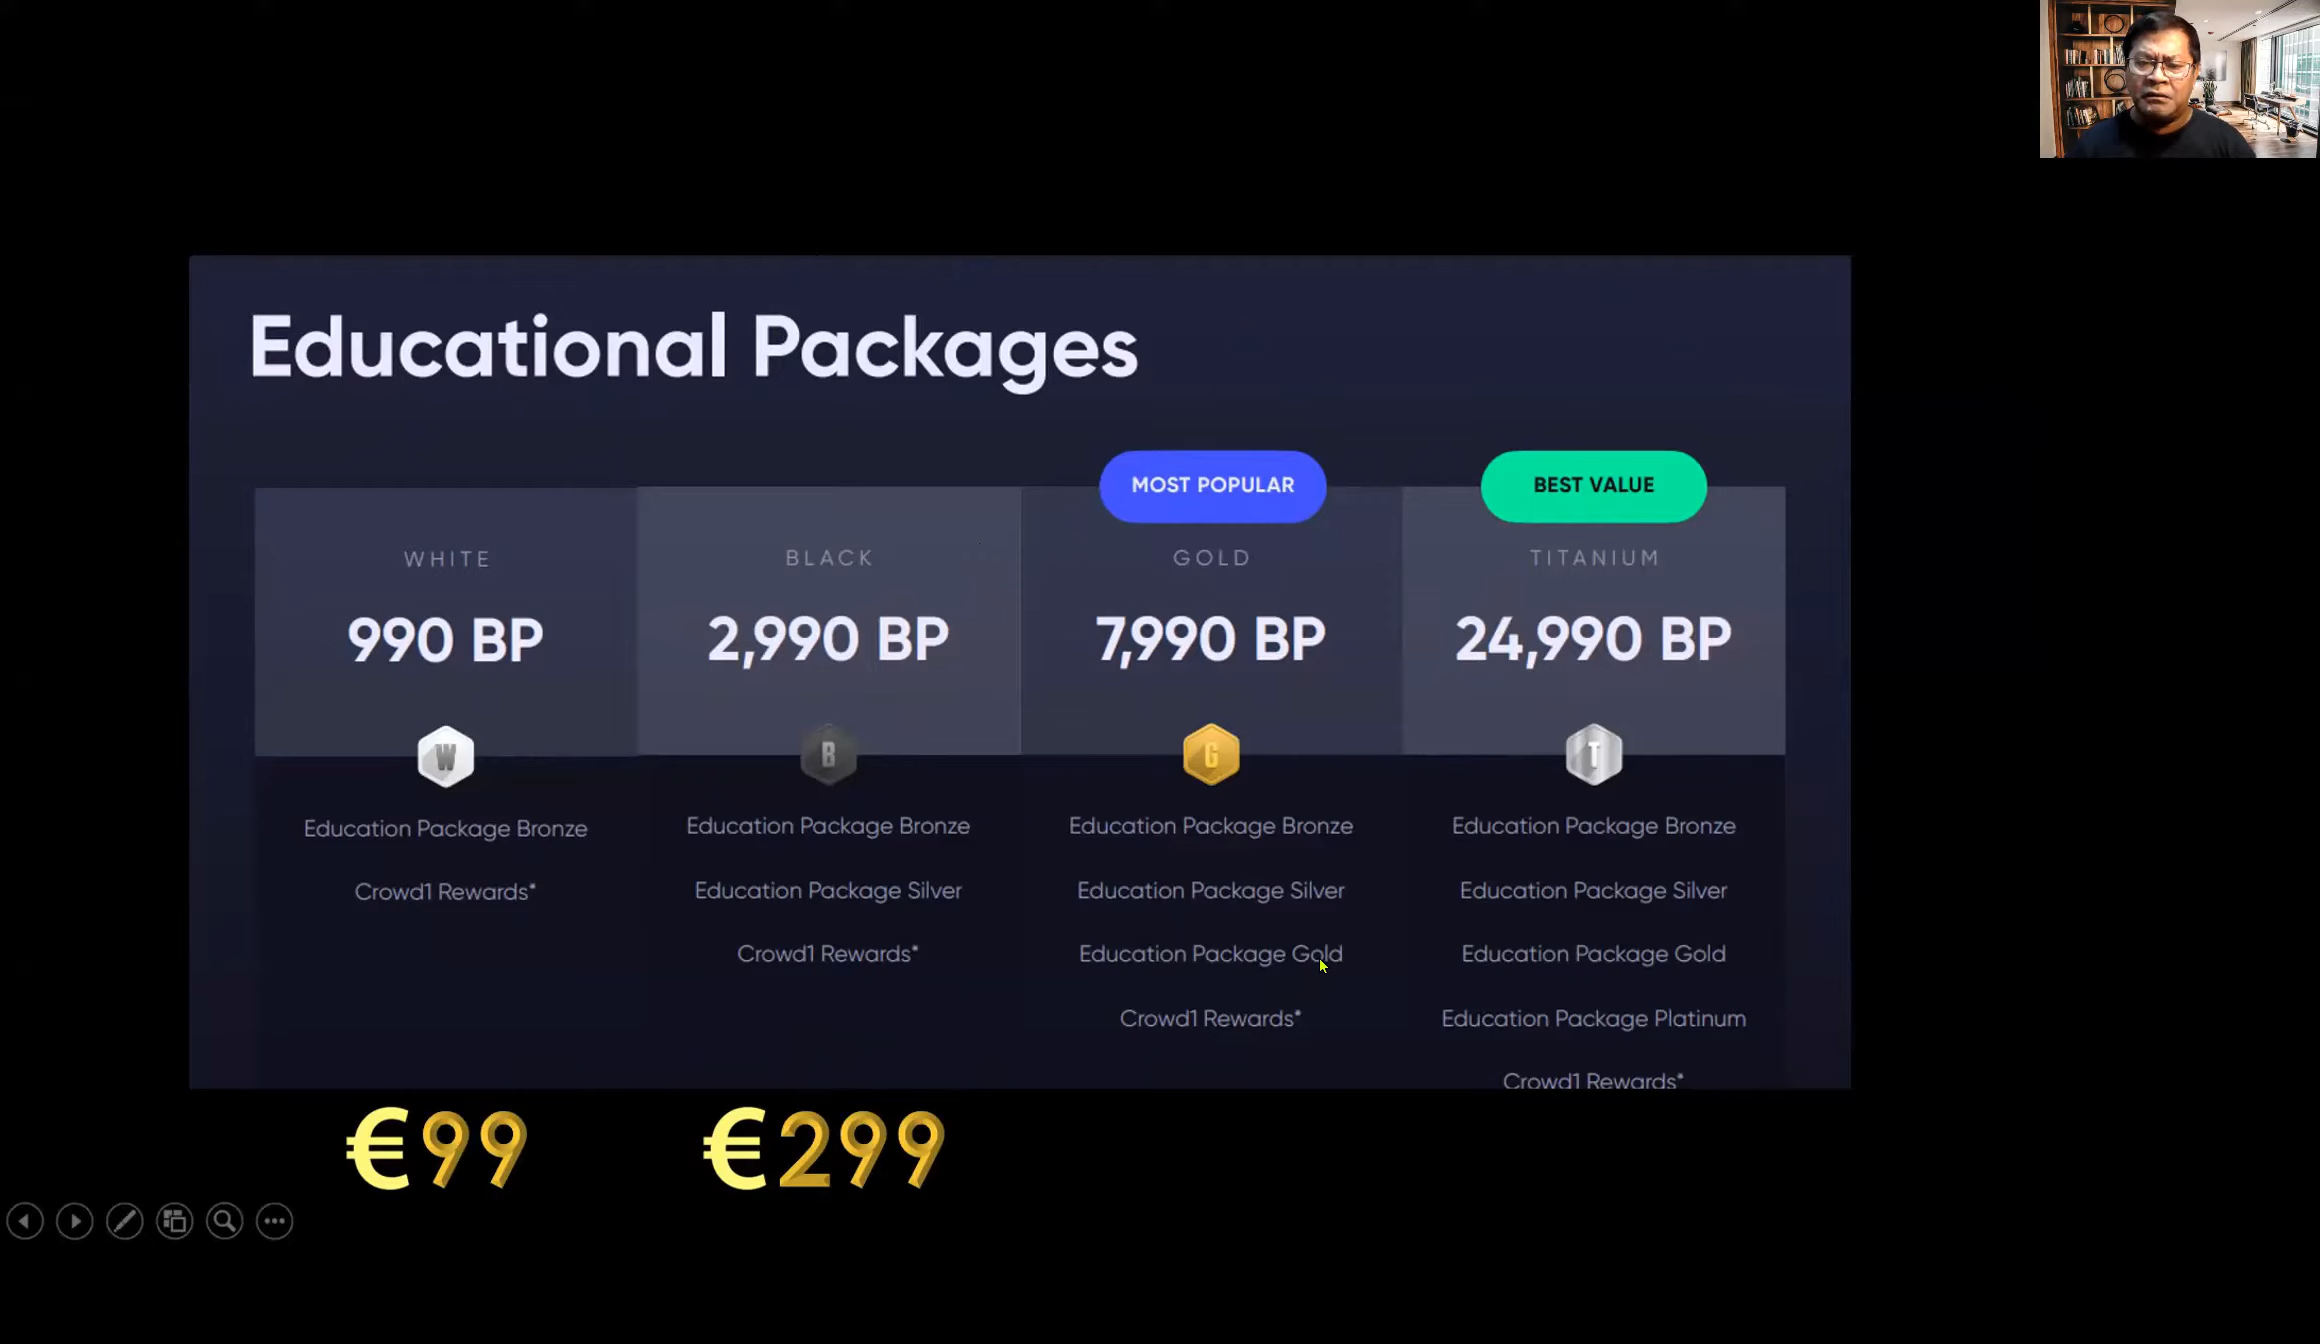 Educational Packages
MOST POPULAR
BEST VALUE
WHITE
BLACK
GOLD
TITANIUM
990 BP
2,990 BP
7,990 BP
24,990 BP
W
B
G
T
Education Package Bronze
Education Package Bronze
Education Package Bronze
Education Package Bronze
Crowd1 Rewards*
Education Package Silver
Education Package Silver
Education Package Silver
Crowd1 Rewards*
Education Package Gold
Education Package Gold
Crowd1 Rewards*
Education Package Platinum
Crowd1 Rewards*
€99
€299